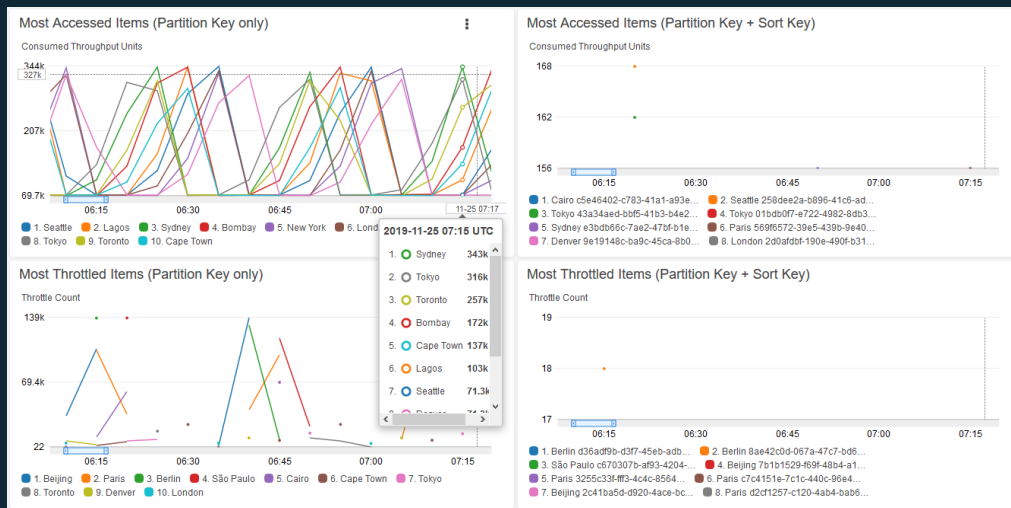 Most Accessed Items (Partition Key only)
Consumed Throughput Units
344k
327k
207k
69.7k
06:15
06:30
06:45
07:00
11-25 07:17
1. Seattle 2. Lagos 3. Sydney 4. Bombay 5. New York 6. Lond
8. Tokyo 9. Toronto 10. Cape Town
2019-11-25 07:15 UTC
1. Sydney 343k
2. Tokyo 316k
3. Toronto 257k
4. Bombay 172k
5. Cape Town 137k
6. Lagos 103k
7. Seattle 71.3k
Most Accessed Items (Partition Key + Sort Key)
Consumed Throughput Units
168
162
156
06:15
06:30
06:45
07:00
07:15
1. Cairo c5e46402-c783-41a1-a93e... 2. Seattle 258dee2a-b896-41c6-ad...
3. Tokyo 43a34aed-bbf5-41b3-b4e2... 4. Tokyo 01bdb0f7-e722-4982-8db3...
5. Sydney e3bdb66c-7ae2-47bf-b1e... 6. Paris 569f6572-39e5-439b-9e40...
7. Denver 9e19148c-ba9c-45ca-8b0... 8. London 2d0afdbf-190e-490f-b31...
Most Throttled Items (Partition Key only)
Throttle Count
139k
69.4k
22
06:15
06:30
06:45
07:00
07:15
1. Beijing 2. Paris 3. Berlin 4. São Paulo 5. Cairo 6. Cape Town 7. Tokyo
8. Toronto 9. Denver 10. London
Most Throttled Items (Partition Key + Sort Key)
Throttle Count
19
18
17
06:15
06:30
06:45
07:00
07:15
1. Berlin d36adf9b-d3f7-45eb-adb... 2. Berlin 8ae42c0d-067a-47c7-bd6...
3. São Paulo c670307b-af93-4204-... 4. Beijing 7b1b1529-f69f-48b4-a1...
5. Paris 3255c33f-fff3-4c4c-8564... 6. Paris c7c4151e-7c1c-440c-96e4...
7. Beijing 2c41ba5d-d920-4ace-bc... 8. Paris d2cf1257-c120-4ab4-bab6...